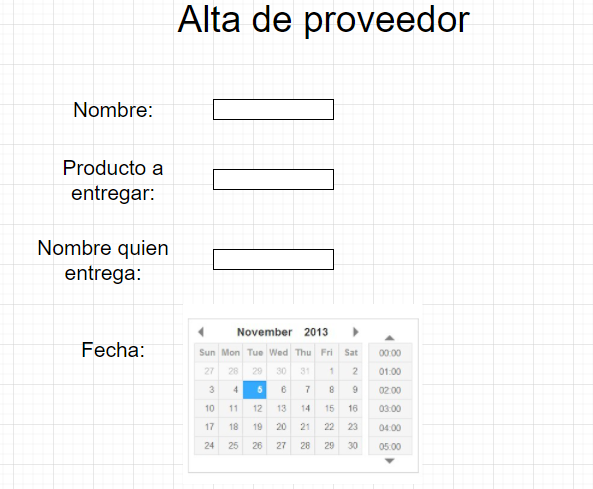 Alta de proveedor
Nombre:
Producto a
entregar:
Nombre quien
entrega:
Fecha:
November 2013
Sun Mon Tue Wed Thu Fri Sat
27 28 29 30 31 1 2
3 4 5 6 7 8 9
10 11 12 13 14 15 16
17 18 19 20 21 22 23
24 25 26 27 28 29 30
00:00
01:00
02:00
03:00
04:00
05:00